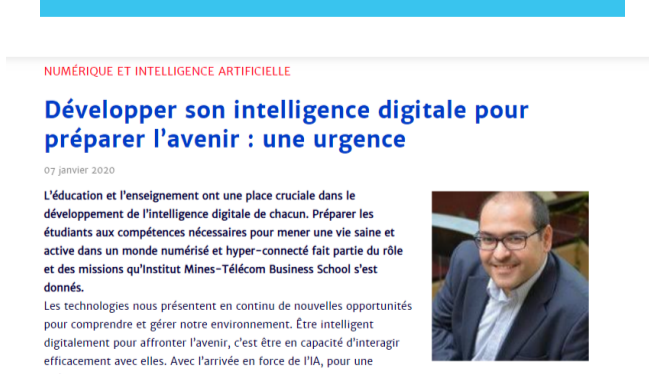 NUMÉRIQUE ET INTELLIGENCE ARTIFICIELLE
Développer son intelligence digitale pour
préparer l’avenir : une urgence
07 janvier 2020
L’éducation et l’enseignement ont une place cruciale dans le
développement de l’intelligence digitale de chacun. Préparer les
étudiants aux compétences nécessaires pour mener une vie saine et
active dans un monde numérisé et hyper-connecté fait partie du rôle
et des missions qu’Institut Mines-Télécom Business School s’est
donnés.
Les technologies nous présentent en continu de nouvelles opportunités
pour comprendre et gérer notre environnement. Être intelligent
digitalement pour affronter l’avenir, c’est être en capacité d’interagir
efficacement avec elles. Avec l’arrivée en force de l’IA, pour une